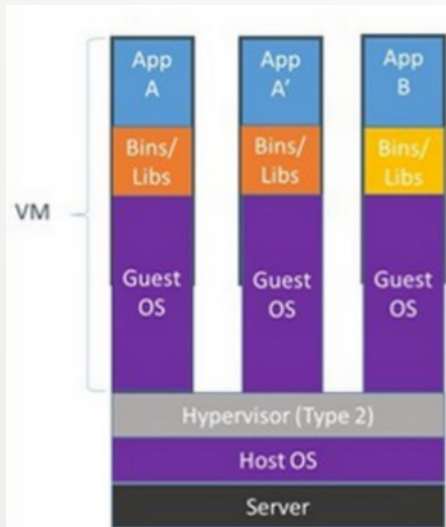 App
A
App
A'
App
B
Bins/
Libs
Bins/
Libs
Bins/
Libs
VM
Guest
OS
Guest
OS
Guest
OS
Hypervisor (Type 2)
Host OS
Server